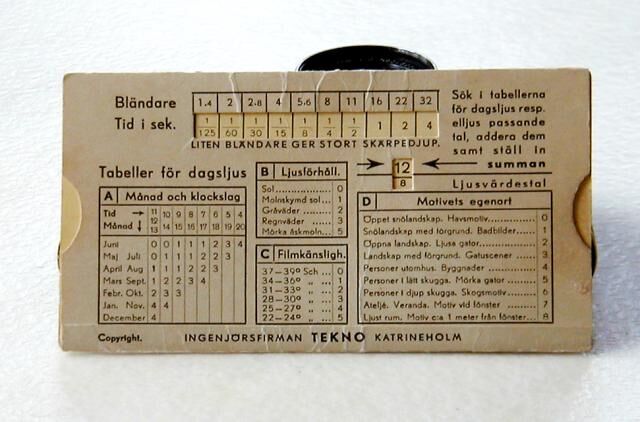 Bländare 1.4 2 2.8 4 5.6 8 11 16 22 32
Tid i sek. 1/125 1/60 1/30 1/15 1/8 1/4 1/2 1 2 4
LITEN BLÄNDARE GER STORT SKÄRPEDJUP.
Sök i tabellerna
för dagsljus resp.
elljus passande
tal, addera dem
samt ställ in
summan
12
8
Ljusvärdestal
Tabeller för dagsljus
A Månad och klockslag
Tid → 11 10 9 8 7 6 5 4
12
Månad ↓ 13 14 15 16 17 18 19 20
Juni 0 1 1 1 2 2 3 4
Maj Juli 0 1 1 1 2 2 3
April Aug 1 1 1 2 2 3
Mars Sept. 1 2 2 3 4
Febr. Okt. 2 3 3
Jan. Nov. 4 4
December 4
B Ljusförhåll.
Sol 0
Molnskymd sol 1
Gråväder 2
Regnväder 3
Mörka åskmoln 5
C Filmkänsligh.
37–39° Sch 0
34–36° „ 1
31–33° „ 2
28–30° „ 3
25–27° „ 4
22–24° „ 5
D Motivets egenart
Öppet snölandskap. Havsmotiv 0
Snölandskap med förgrund. Badbilder 1
Öppna landskap. Ljusa gator 2
Landskap med förgrund. Gatuscener 3
Personer utomhus. Byggnader 4
Personer i lätt skugga. Mörka gator 5
Personer i djup skugga. Skogsmotiv 6
Ateljé. Veranda. Motiv vid fönster 7
Ljust rum. Motiv c:a 1 meter från fönster 8
Copyright. INGENJÖRSFIRMAN TEKNO KATRINEHOLM